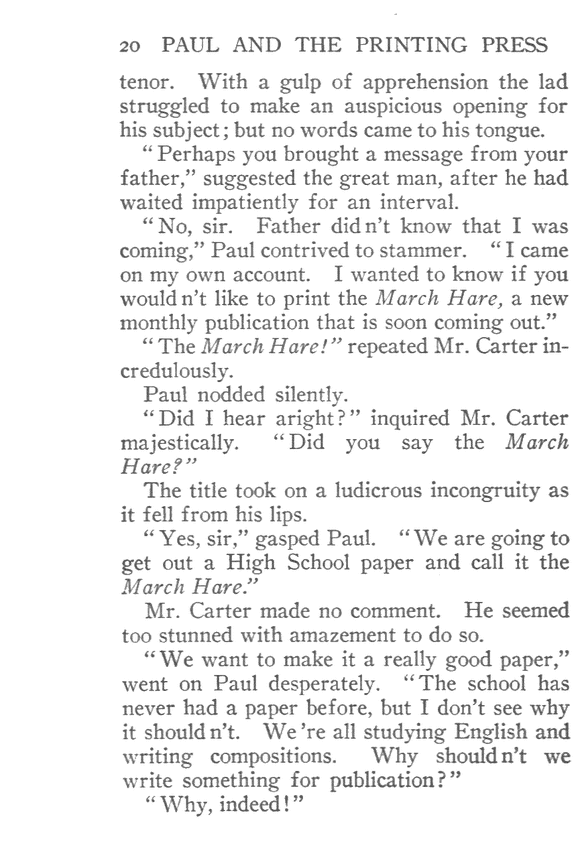 20 PAUL AND THE PRINTING PRESS
tenor. With a gulp of apprehension the lad
struggled to make an auspicious opening for
his subject; but no words came to his tongue.
“Perhaps you brought a message from your
father,” suggested the great man, after he had
waited impatiently for an interval.
“No, sir. Father didn't know that I was
coming,” Paul contrived to stammer. “I came
on my own account. I wanted to know if you
wouldn't like to print the March Hare, a new
monthly publication that is soon coming out.”
“The March Hare!” repeated Mr. Carter in-
credulously.
Paul nodded silently.
“Did I hear aright?” inquired Mr. Carter
majestically. “Did you say the March
Hare?”
The title took on a ludicrous incongruity as
it fell from his lips.
“Yes, sir,” gasped Paul. “We are going to
get out a High School paper and call it the
March Hare.”
Mr. Carter made no comment. He seemed
too stunned with amazement to do so.
“We want to make it a really good paper,”
went on Paul desperately. “The school has
never had a paper before, but I don't see why
it shouldn't. We're all studying English and
writing compositions. Why shouldn't we
write something for publication?”
“Why, indeed!”